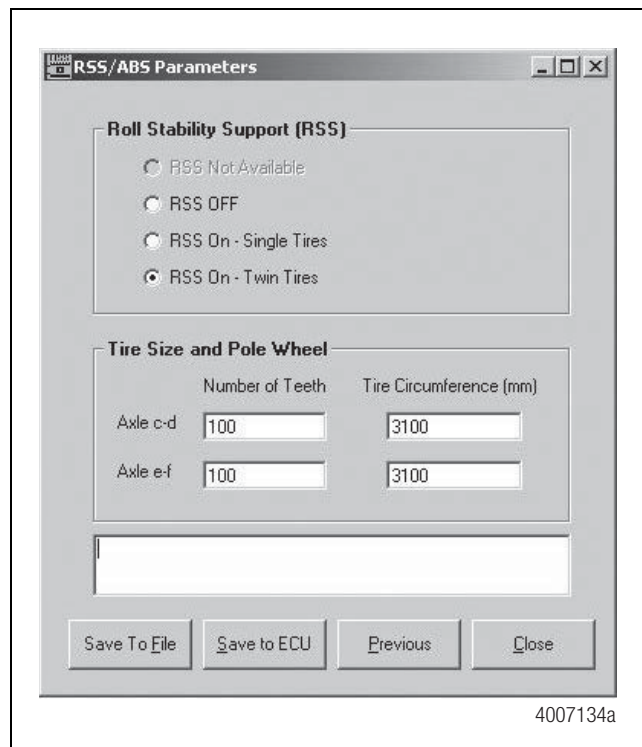 RSS/ABS Parameters
Roll Stability Support (RSS)
RSS Not Available
RSS OFF
RSS On - Single Tires
RSS On - Twin Tires
Tire Size and Pole Wheel
Number of Teeth Tire Circumference (mm)
Axle c-d 100 3100
Axle e-f 100 3100
Save To File Save to ECU Previous Close
4007134a